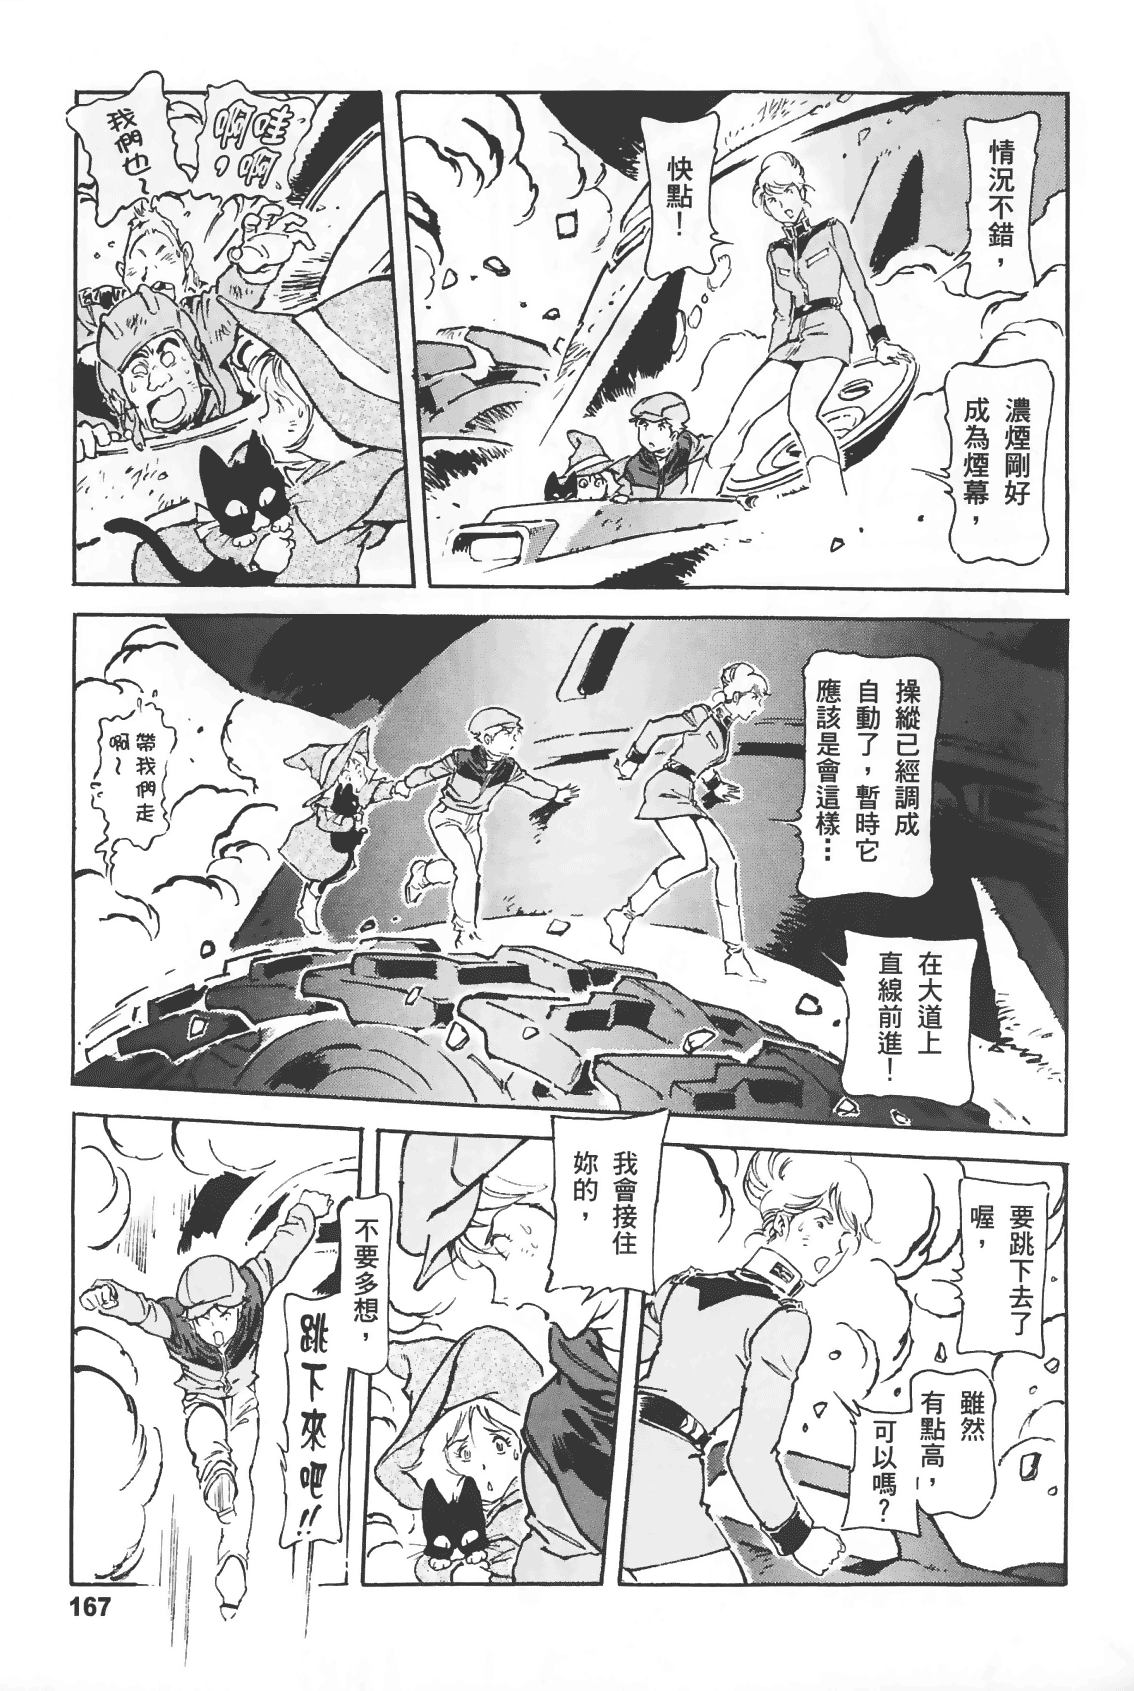 情況不錯，
濃煙剛好
成為煙幕，
快點！
哇啊啊啊，
我們也~
操縱已經調成
自動了，暫時它
應該是會這樣…
在大道上
直線前進！
帶我們走
啊~
要跳下去了
喔，
雖然
有點高，
可以嗎？
我會接住
妳的，
不要多想，
跳下來吧!!
167